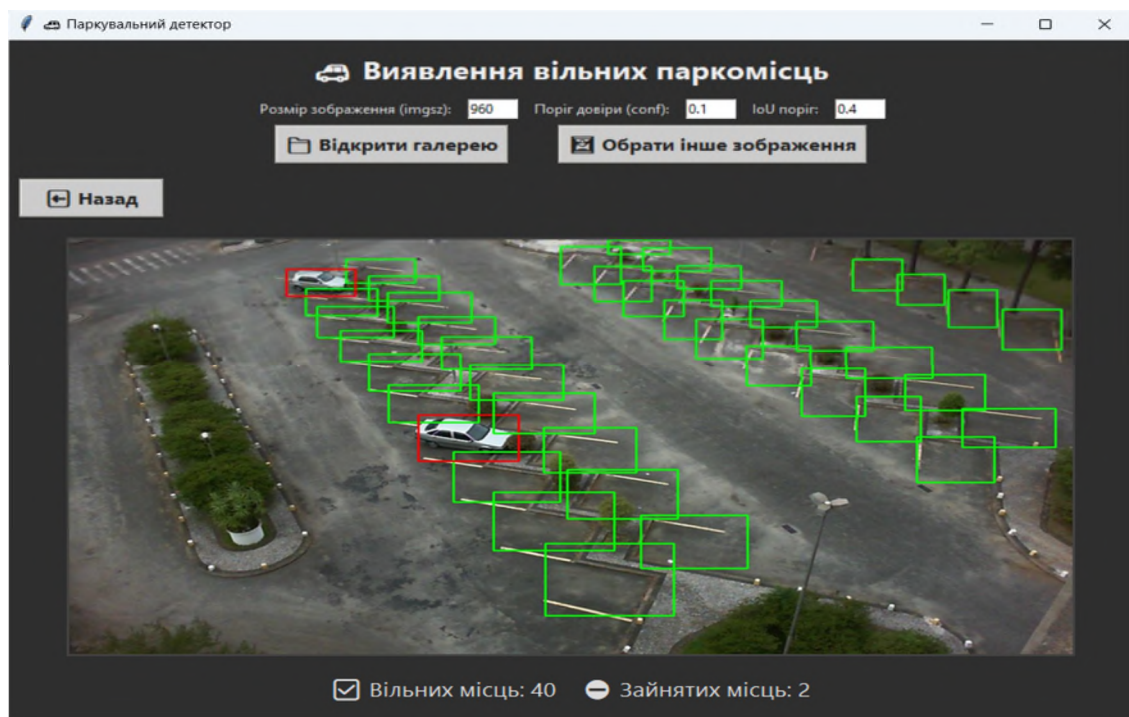 Паркувальний детектор
Виявлення вільних паркомісць
Розмір зображення (imgsz): 960 Поріг довіри (conf): 0.1 IoU поріг: 0.4
Відкрити галерею Обрати інше зображення
Назад
Вільних місць: 40 Зайнятих місць: 2